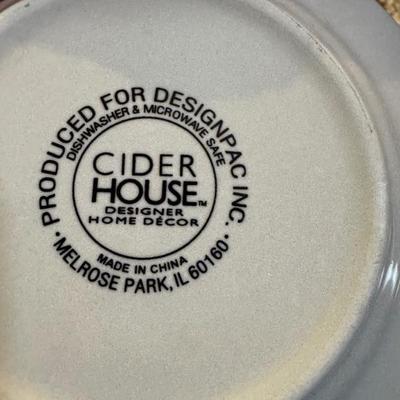 PRODUCED FOR DESIGNPAC INC.
DISHWASHER & MICROWAVE SAFE
CIDER
HOUSE™
DESIGNER
HOME DÉCOR
MADE IN CHINA
• MELROSE PARK, IL 60160 •